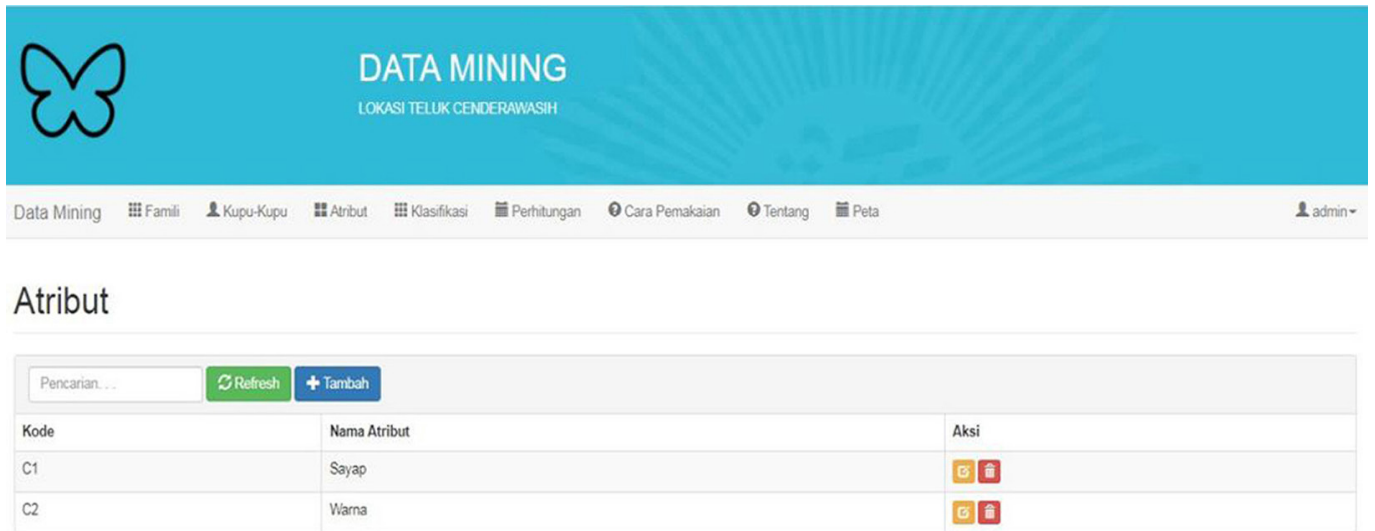 DATA MINING
LOKASI TELUK CENDERAWASIH
Data Mining Famili Kupu-Kupu Atribut Klasifikasi Perhitungan Cara Pemakaian Tentang Peta admin
Atribut
Pencarian. . . Refresh Tambah
Kode Nama Atribut Aksi
C1 Sayap
C2 Warna